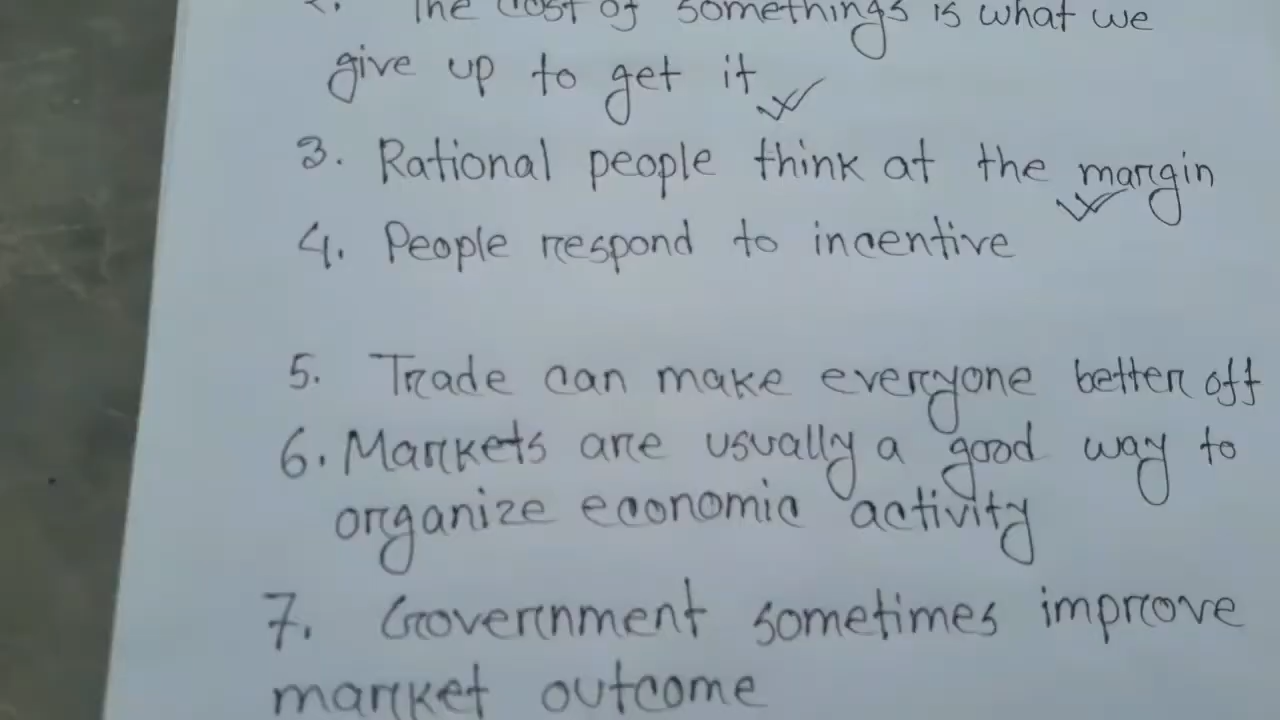 2. The cost of somethings is what we
give up to get it
3. Rational people think at the margin
4. People respond to incentive
5. Trade can make everyone better off
6. Markets are usually a good way to
organize economic activity
7. Government sometimes improve
market outcome